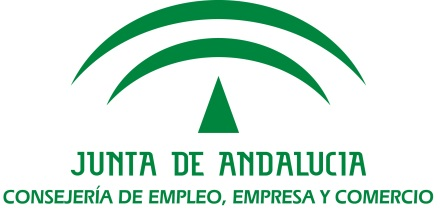 JUNTA DE ANDALUCIA
CONSEJERÍA DE EMPLEO, EMPRESA Y COMERCIO